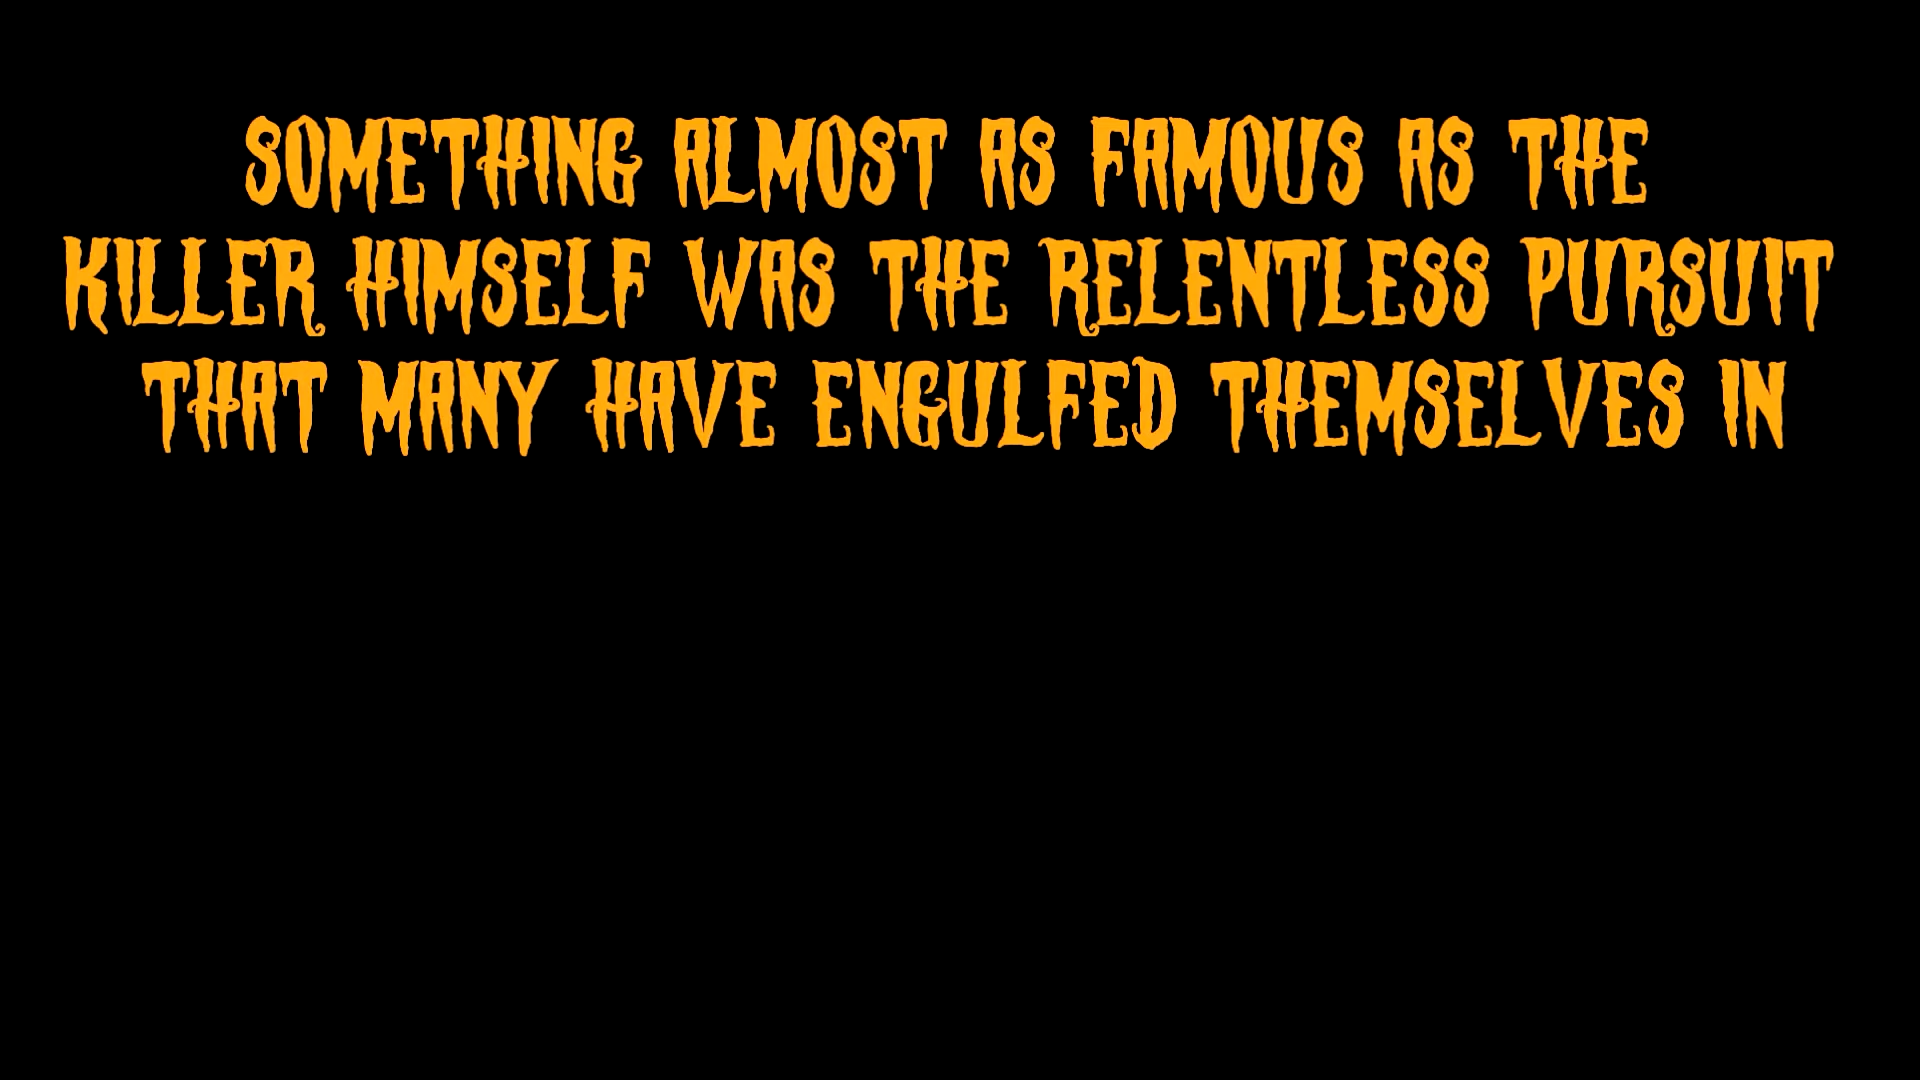 SOMETHING ALMOST AS FAMOUS AS THE
KILLER HIMSELF WAS THE RELENTLESS PURSUIT
THAT MANY HAVE ENGULFED THEMSELVES IN